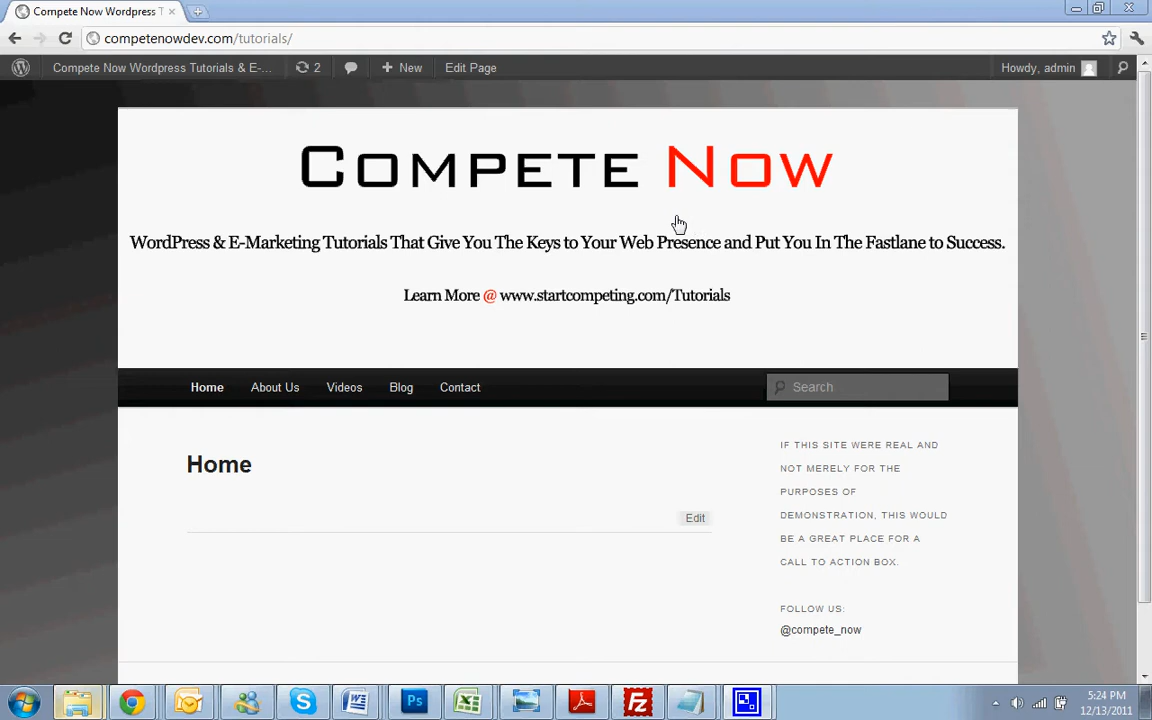 Compete Now Wordpress T
competenowdev.com/tutorials/
Compete Now Wordpress Tutorials & E-... 2 New Edit Page Howdy, admin
Compete Now
WordPress & E-Marketing Tutorials That Give You The Keys to Your Web Presence and Put You In The Fastlane to Success.
Learn More @ www.startcompeting.com/Tutorials
Home About Us Videos Blog Contact Search
Home
Edit
IF THIS SITE WERE REAL AND
NOT MERELY FOR THE
PURPOSES OF
DEMONSTRATION, THIS WOULD
BE A GREAT PLACE FOR A
CALL TO ACTION BOX.
FOLLOW US:
@compete_now
Ps
Fz
5:24 PM
12/13/2011